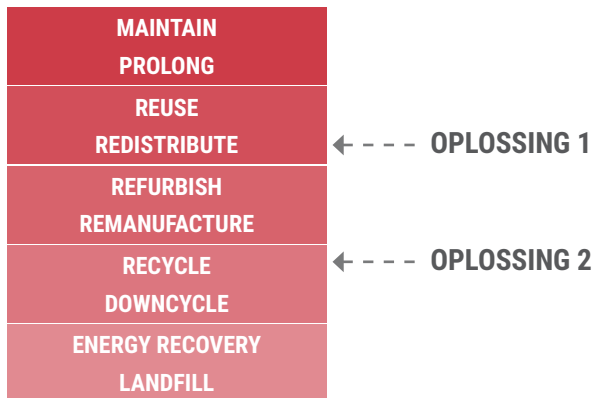 MAINTAIN
PROLONG
REUSE
REDISTRIBUTE
OPLOSSING 1
REFURBISH
REMANUFACTURE
RECYCLE
OPLOSSING 2
DOWNCYCLE
ENERGY RECOVERY
LANDFILL